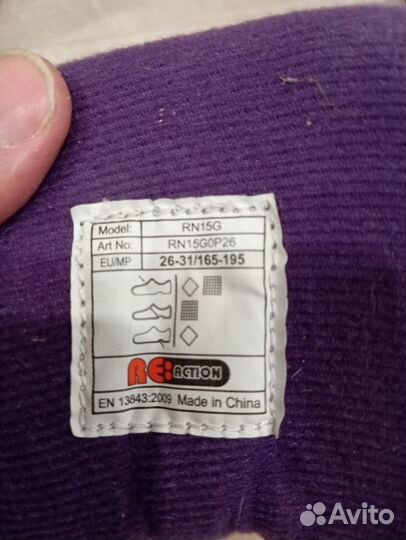 Model: RN15G
Art No: RN15G0P26
EU/MP 26-31/165-195
RE:ACTION
EN 13843:2009 Made in China
Avito